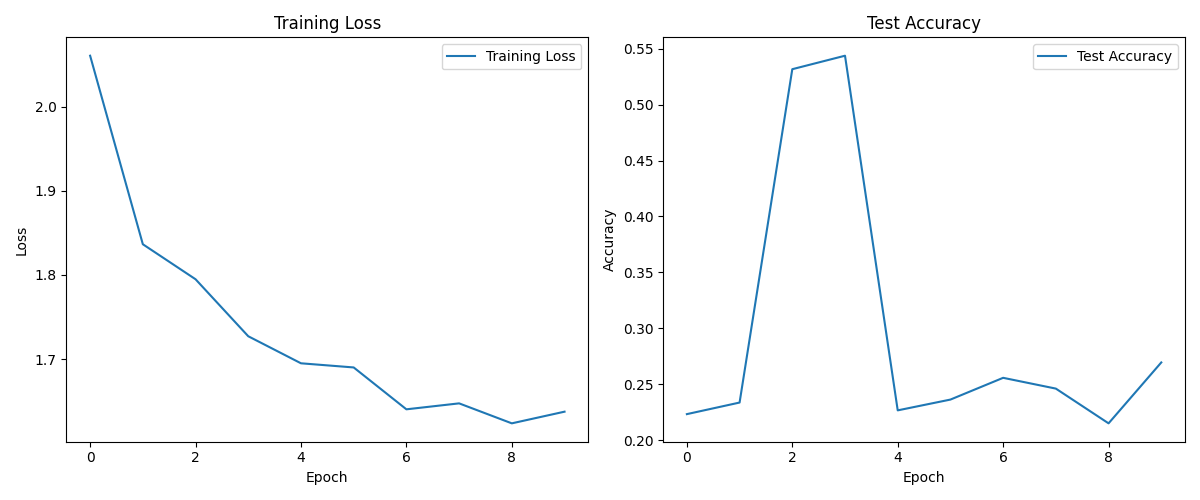 Training Loss
Training Loss
2.0
1.9
1.8
1.7
Loss
0 2 4 6 8
Epoch
Test Accuracy
Test Accuracy
0.55
0.50
0.45
0.40
0.35
0.30
0.25
0.20
Accuracy
0 2 4 6 8
Epoch